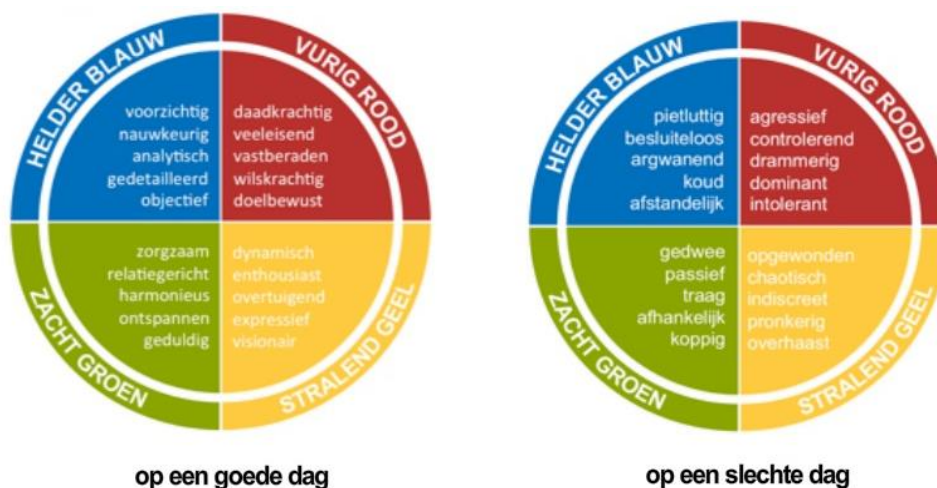 HELDER BLAUW
VURIG ROOD
voorzichtig
nauwkeurig
analytisch
gedetailleerd
objectief
daadkrachtig
veeleisend
vastberaden
wilskrachtig
doelbewust
zorgzaam
relatiegericht
harmonieus
ontspannen
geduldig
dynamisch
enthousiast
overtuigend
expressief
visionair
ZACHT GROEN
STRALEND GEEL
op een goede dag
HELDER BLAUW
VURIG ROOD
pietluttig
besluiteloos
argwanend
koud
afstandelijk
agressief
controlerend
drammerig
dominant
intolerant
gedwee
passief
traag
afhankelijk
koppig
opgewonden
chaotisch
indiscreet
pronkerig
overhaast
ZACHT GROEN
STRALEND GEEL
op een slechte dag